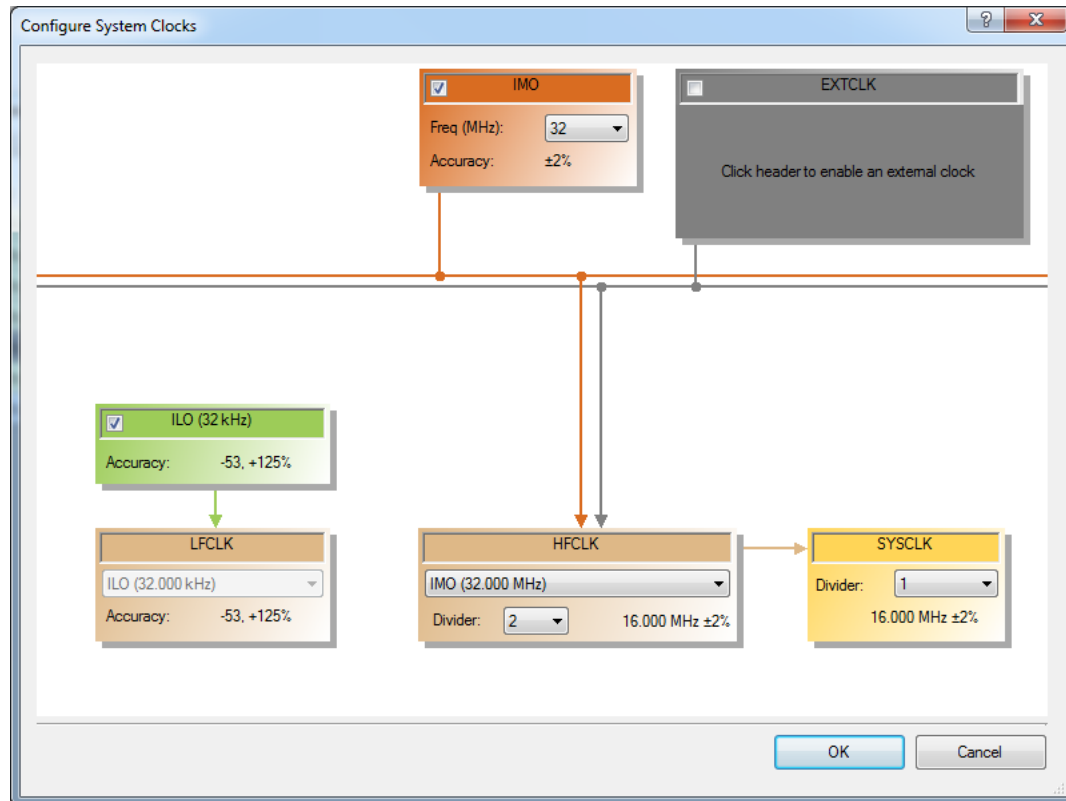 Configure System Clocks
IMO
Freq (MHz): 32
Accuracy: ±2%
EXTCLK
Click header to enable an external clock
ILO (32 kHz)
Accuracy: -53, +125%
LFCLK
ILO (32.000 kHz)
Accuracy: -53, +125%
HFCLK
IMO (32.000 MHz)
Divider: 2 16.000 MHz ±2%
SYSCLK
Divider: 1
16.000 MHz ±2%
OK Cancel